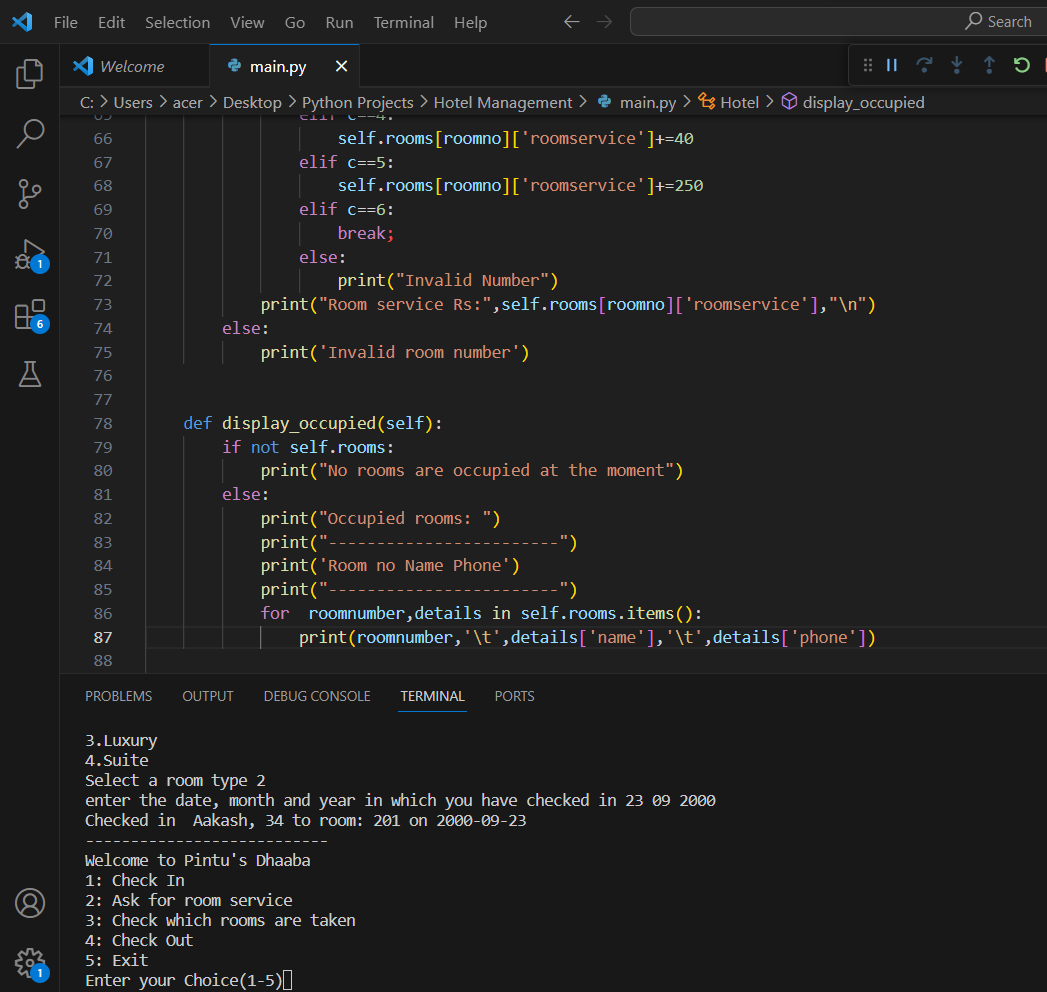 File Edit Selection View Go Run Terminal Help Search
Welcome main.py
C: > Users > acer > Desktop > Python Projects > Hotel Management > main.py > Hotel > display_occupied
65 elif c==4:
66 self.rooms[roomno]['roomservice']+=40
67 elif c==5:
68 self.rooms[roomno]['roomservice']+=250
69 elif c==6:
70 break;
71 else:
72 print("Invalid Number")
73 print("Room service Rs:",self.rooms[roomno]['roomservice'],"\n")
74 else:
75 print('Invalid room number')
76
77
78 def display_occupied(self):
79 if not self.rooms:
80 print("No rooms are occupied at the moment")
81 else:
82 print("Occupied rooms: ")
83 print("------------------------")
84 print('Room no Name Phone')
85 print("------------------------")
86 for  roomnumber,details in self.rooms.items():
87 print(roomnumber,'\t',details['name'],'\t',details['phone'])
88
1
6
PROBLEMS OUTPUT DEBUG CONSOLE TERMINAL PORTS
3.Luxury
4.Suite
Select a room type 2
enter the date, month and year in which you have checked in 23 09 2000
Checked in  Aakash, 34 to room: 201 on 2000-09-23
---------------------------
Welcome to Pintu's Dhaaba
1: Check In
2: Ask for room service
3: Check which rooms are taken
4: Check Out
5: Exit
Enter your Choice(1-5)
1